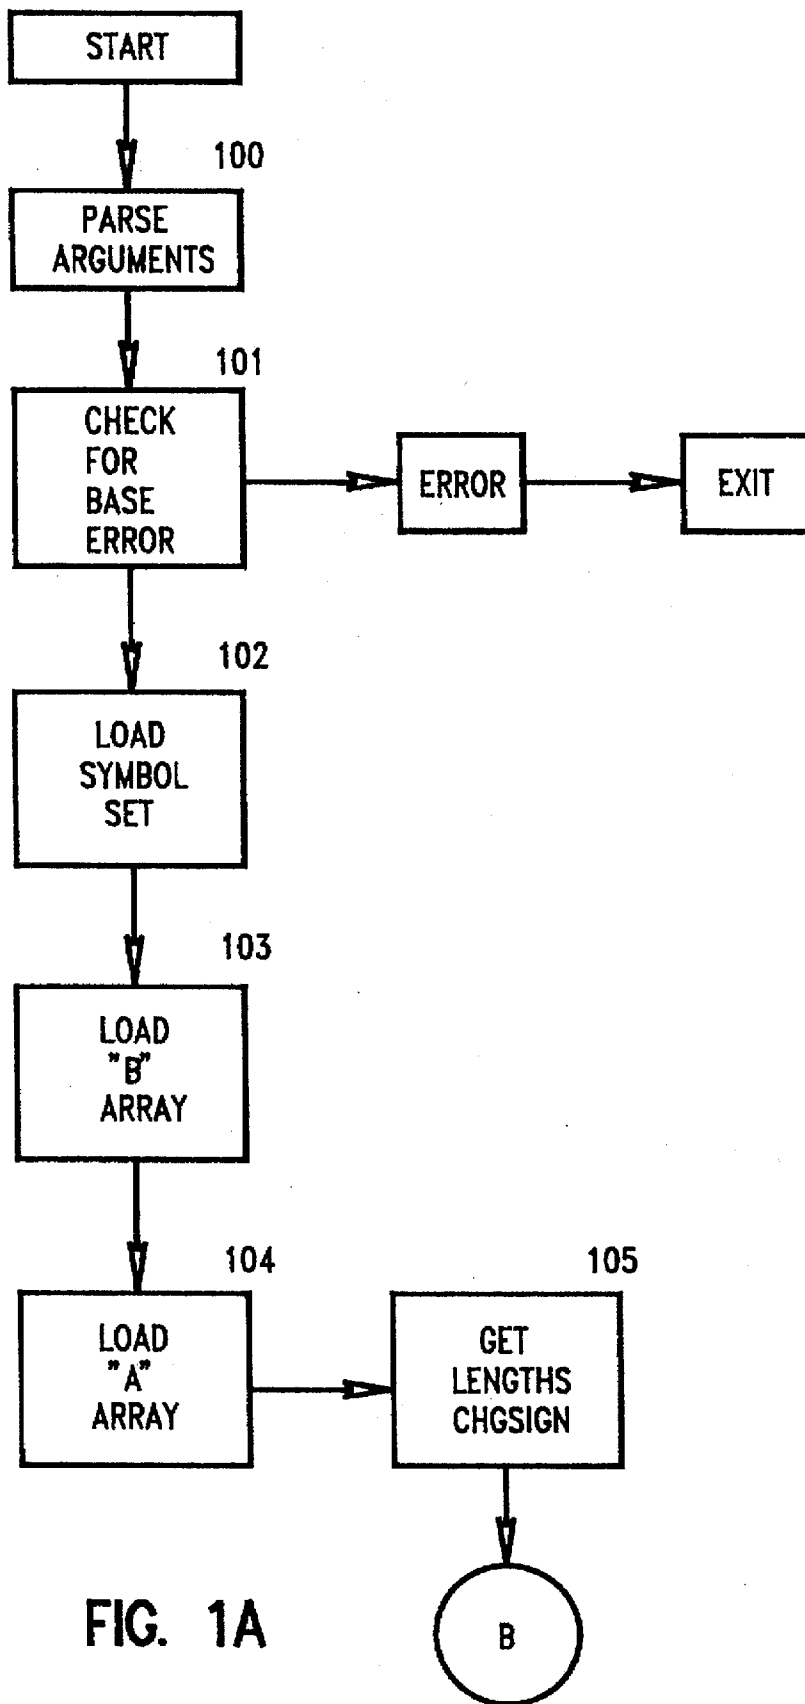 START
100
PARSE
ARGUMENTS
101
CHECK
FOR
BASE
ERROR
ERROR
EXIT
102
LOAD
SYMBOL
SET
103
LOAD
"B"
ARRAY
104
LOAD
"A"
ARRAY
105
GET
LENGTHS
CHGSIGN
B
FIG. 1A